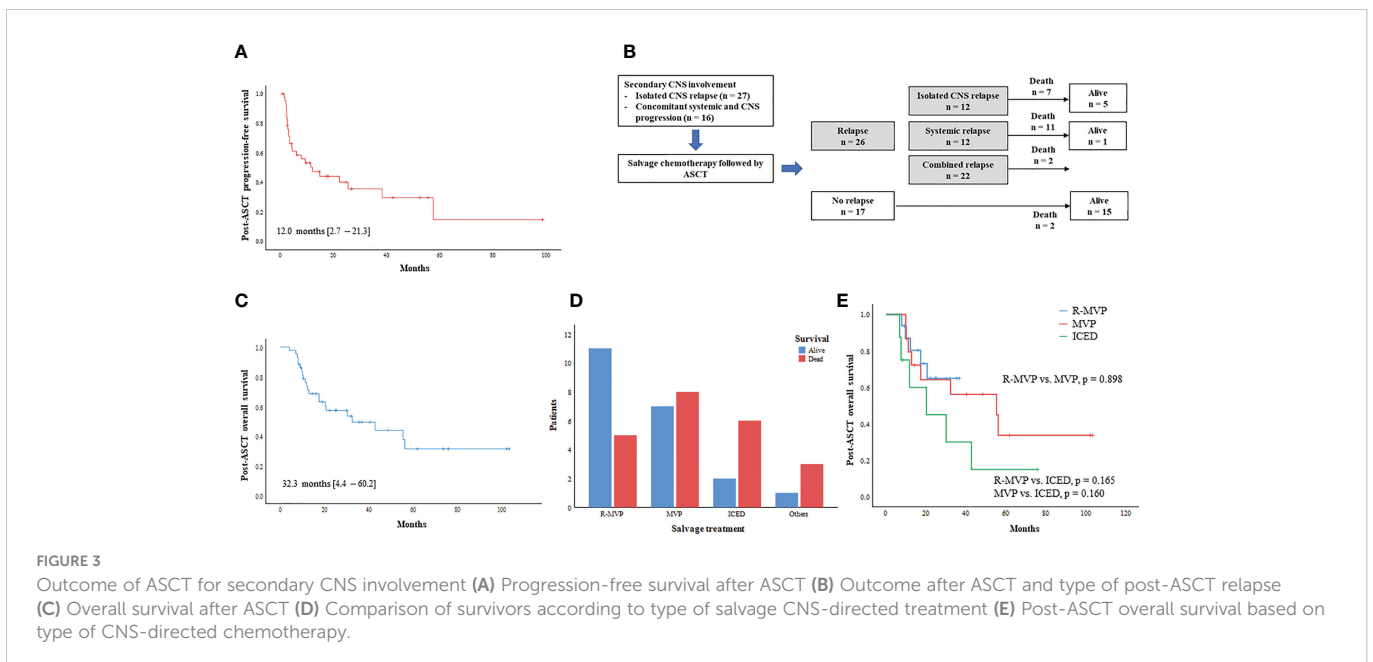 A
Post-ASCT progression-free survival
1.0
0.8
0.6
0.4
0.2
0.0
12.0 months [2.7 – 21.3]
0 20 40 60 80 100
Months
B
Secondary CNS involvement
- Isolated CNS relapse (n = 27)
- Concomitant systemic and CNS
progression (n = 16)
Salvage chemotherapy followed by
ASCT
Relapse
n = 26
No relapse
n = 17
Isolated CNS relapse
n = 12
Systemic relapse
n = 12
Combined relapse
n = 22
Death
n = 7
Alive
n = 5
Death
n = 11
Alive
n = 1
Death
n = 2
Alive
n = 15
Death
n = 2
C
Post-ASCT overall survival
1.0
0.8
0.6
0.4
0.2
0.0
32.3 months [4.4 – 60.2]
0 20 40 60 80 100
Months
D
Patients
12
10
8
6
4
2
0
Survival
Alive
Dead
R-MVP MVP ICED Others
Salvage treatment
E
Post-ASCT overall survival
1.0
0.8
0.6
0.4
0.2
0.0
R-MVP
MVP
ICED
R-MVP vs. MVP, p = 0.898
R-MVP vs. ICED, p = 0.165
MVP vs. ICED, p = 0.160
0 20 40 60 80 100 120
Months
FIGURE 3
Outcome of ASCT for secondary CNS involvement (A) Progression-free survival after ASCT (B) Outcome after ASCT and type of post-ASCT relapse
(C) Overall survival after ASCT (D) Comparison of survivors according to type of salvage CNS-directed treatment (E) Post-ASCT overall survival based on
type of CNS-directed chemotherapy.